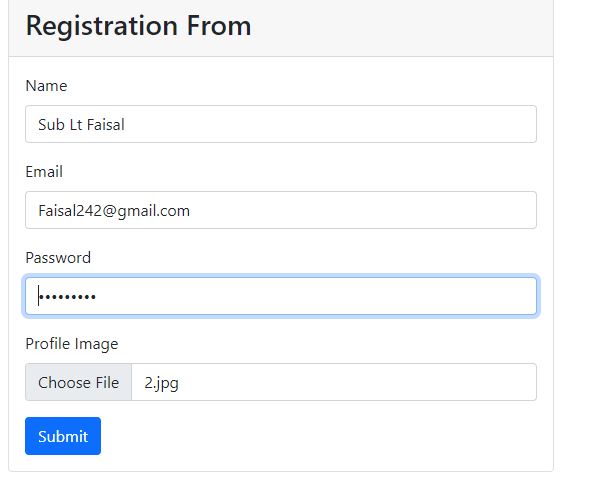 Registration From
Name
Sub Lt Faisal
Email
Faisal242@gmail.com
Password
•••••••••
Profile Image
Choose File 2.jpg
Submit